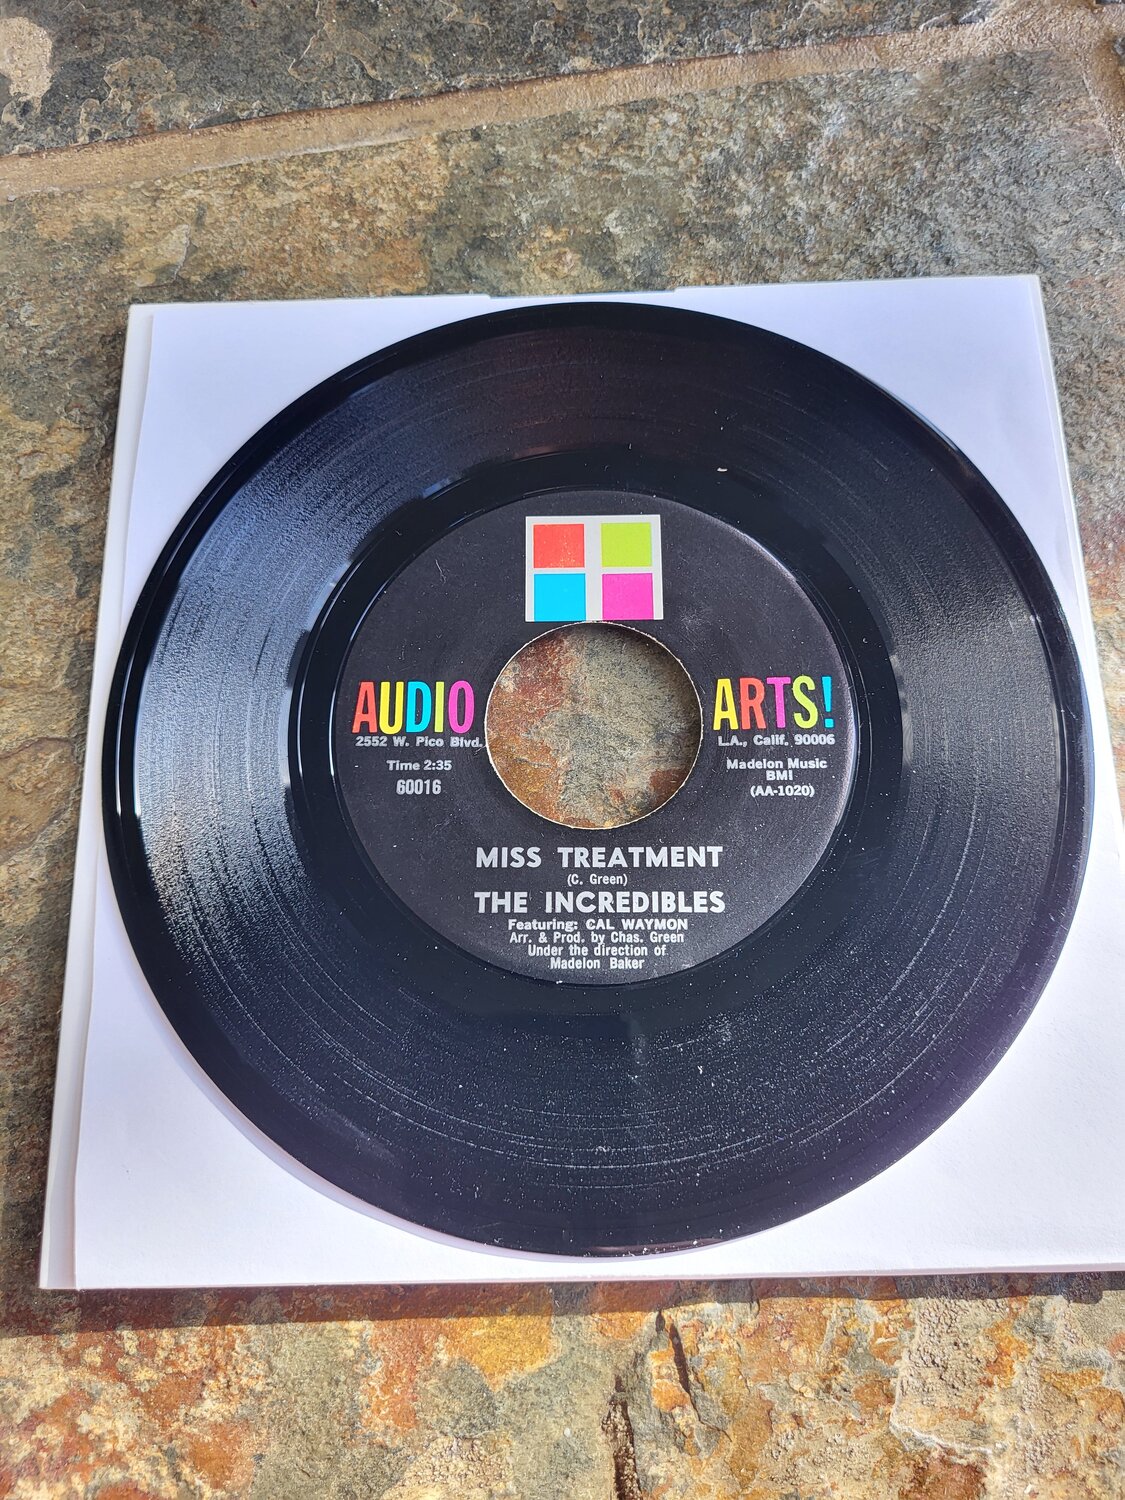 AUDIO ARTS!
2552 W. Pico Blvd. L.A., Calif. 90006
Time 2:35
60016
Madelon Music
BMI
(AA-1020)
MISS TREATMENT
(C. Green)
THE INCREDIBLES
Featuring: CAL WAYMON
Arr. & Prod. by Chas. Green
Under the direction of
Madelon Baker